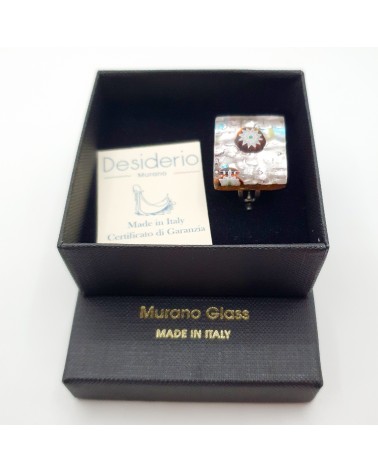 Desiderio
Murano
Made in Italy
Certificato di Garanzia
Murano Glass
MADE IN ITALY